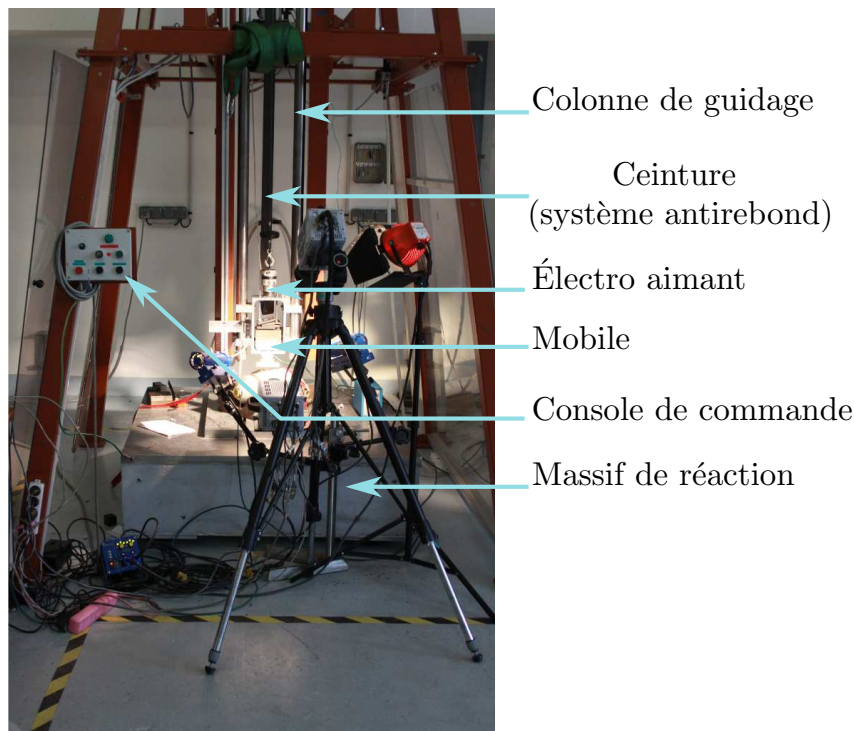 Colonne de guidage
Ceinture
(système antirebond)
Électro aimant
Mobile
Console de commande
Massif de réaction